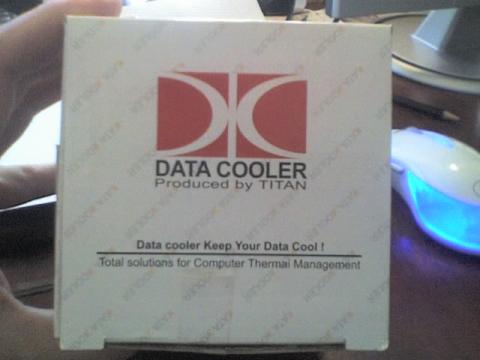 DATA COOLER
Produced by TITAN
Data cooler Keep Your Data Cool !
Total solutions for Computer Thermal Management